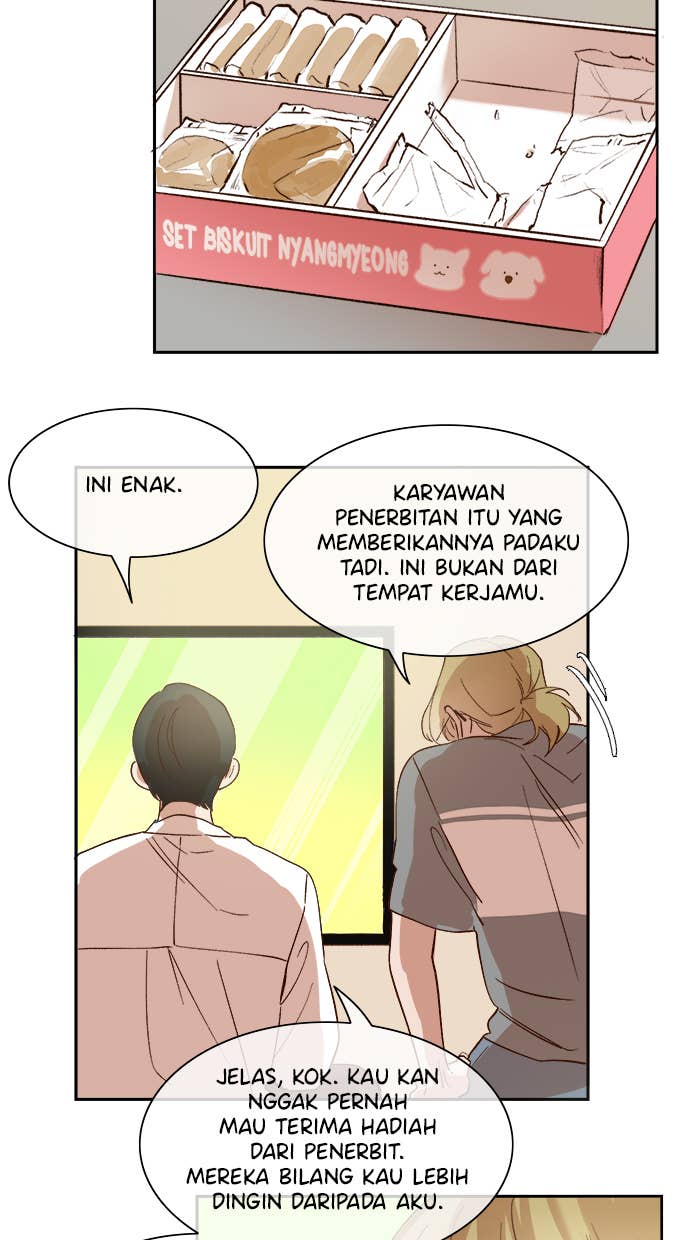 SET BISKUIT NYANGMYEONG
INI ENAK.
KARYAWAN
PENERBITAN ITU YANG
MEMBERIKANNYA PADAKU
TADI. INI BUKAN DARI
TEMPAT KERJAMU.
JELAS, KOK. KAU KAN
NGGAK PERNAH
MAU TERIMA HADIAH
DARI PENERBIT.
MEREKA BILANG KAU LEBIH
DINGIN DARIPADA AKU.